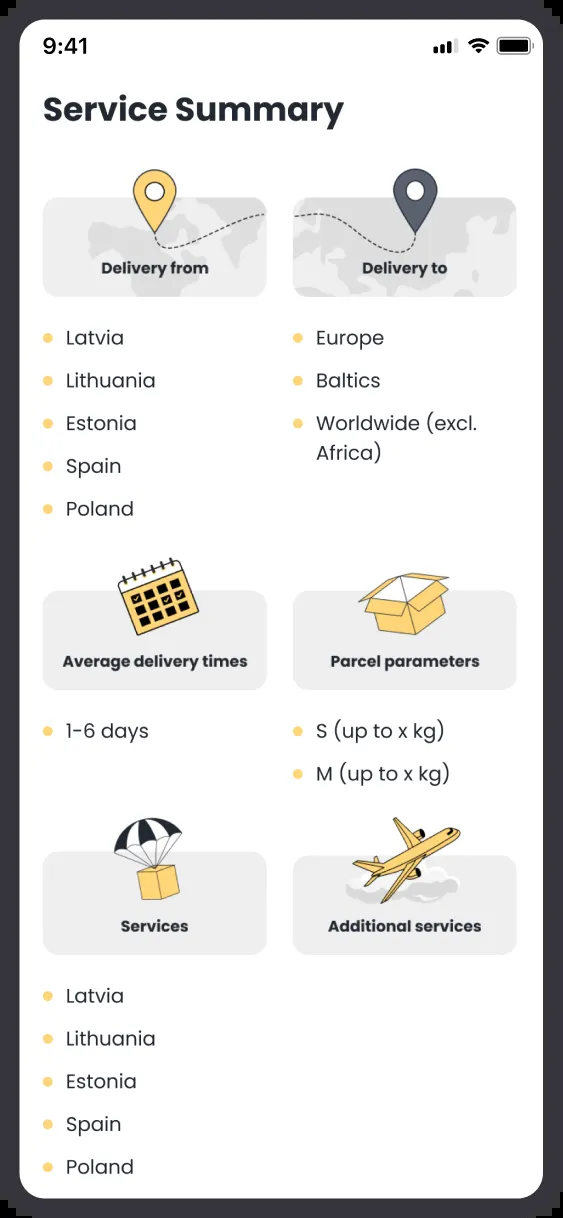 9:41
Service Summary
Delivery from
Latvia
Lithuania
Estonia
Spain
Poland
Delivery to
Europe
Baltics
Worldwide (excl.
Africa)
Average delivery times
1-6 days
Parcel parameters
S (up to x kg)
M (up to x kg)
Services
Latvia
Lithuania
Estonia
Spain
Poland
Additional services